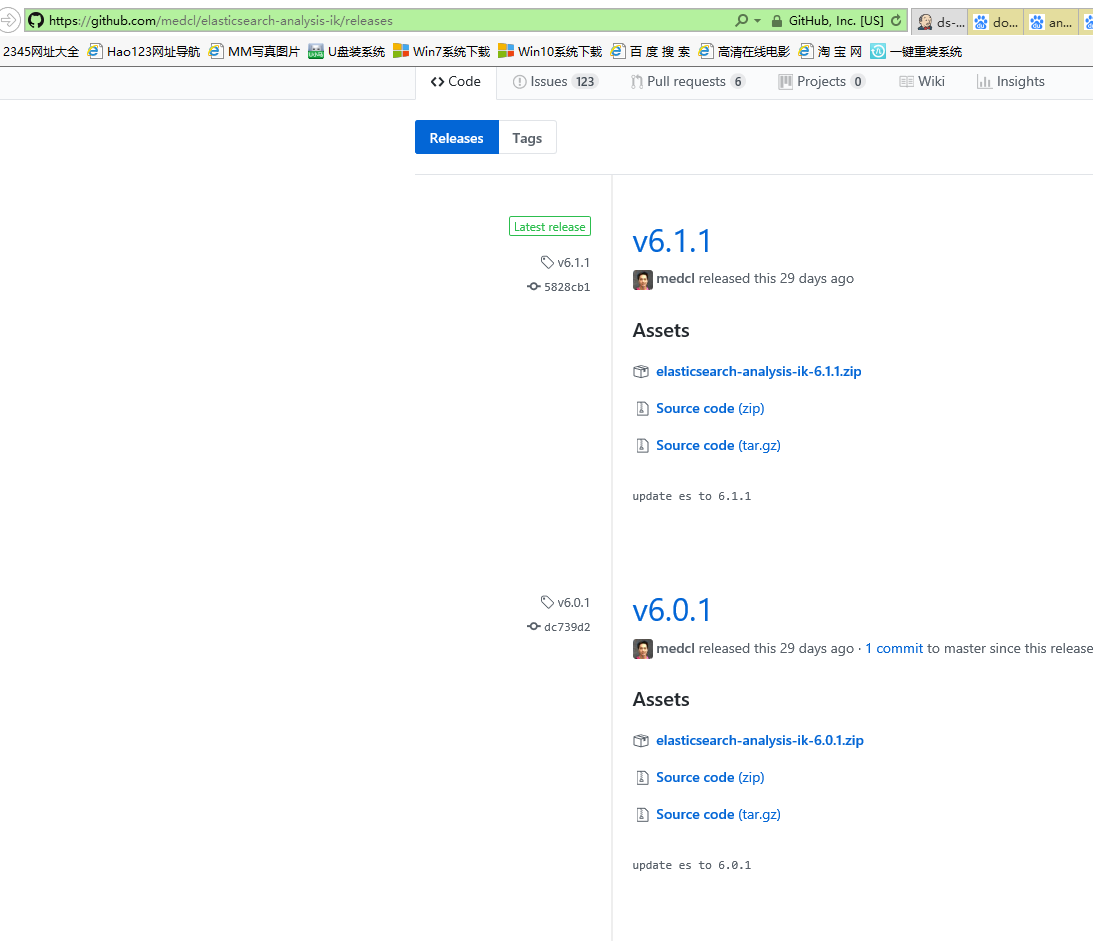 https://github.com/medcl/elasticsearch-analysis-ik/releases
GitHub, Inc. [US]
ds-...
do...
an...
2345网址大全 Hao123网址导航 MM写真图片 U盘装系统 Win7系统下载 Win10系统下载 百 度 搜 索 高清在线电影 淘 宝 网 一键重装系统
Code Issues 123 Pull requests 6 Projects 0 Wiki Insights
Releases Tags
Latest release
v6.1.1
5828cb1
v6.1.1
medcl released this 29 days ago
Assets
elasticsearch-analysis-ik-6.1.1.zip
Source code (zip)
Source code (tar.gz)
update es to 6.1.1
v6.0.1
dc739d2
v6.0.1
medcl released this 29 days ago · 1 commit to master since this release
Assets
elasticsearch-analysis-ik-6.0.1.zip
Source code (zip)
Source code (tar.gz)
update es to 6.0.1